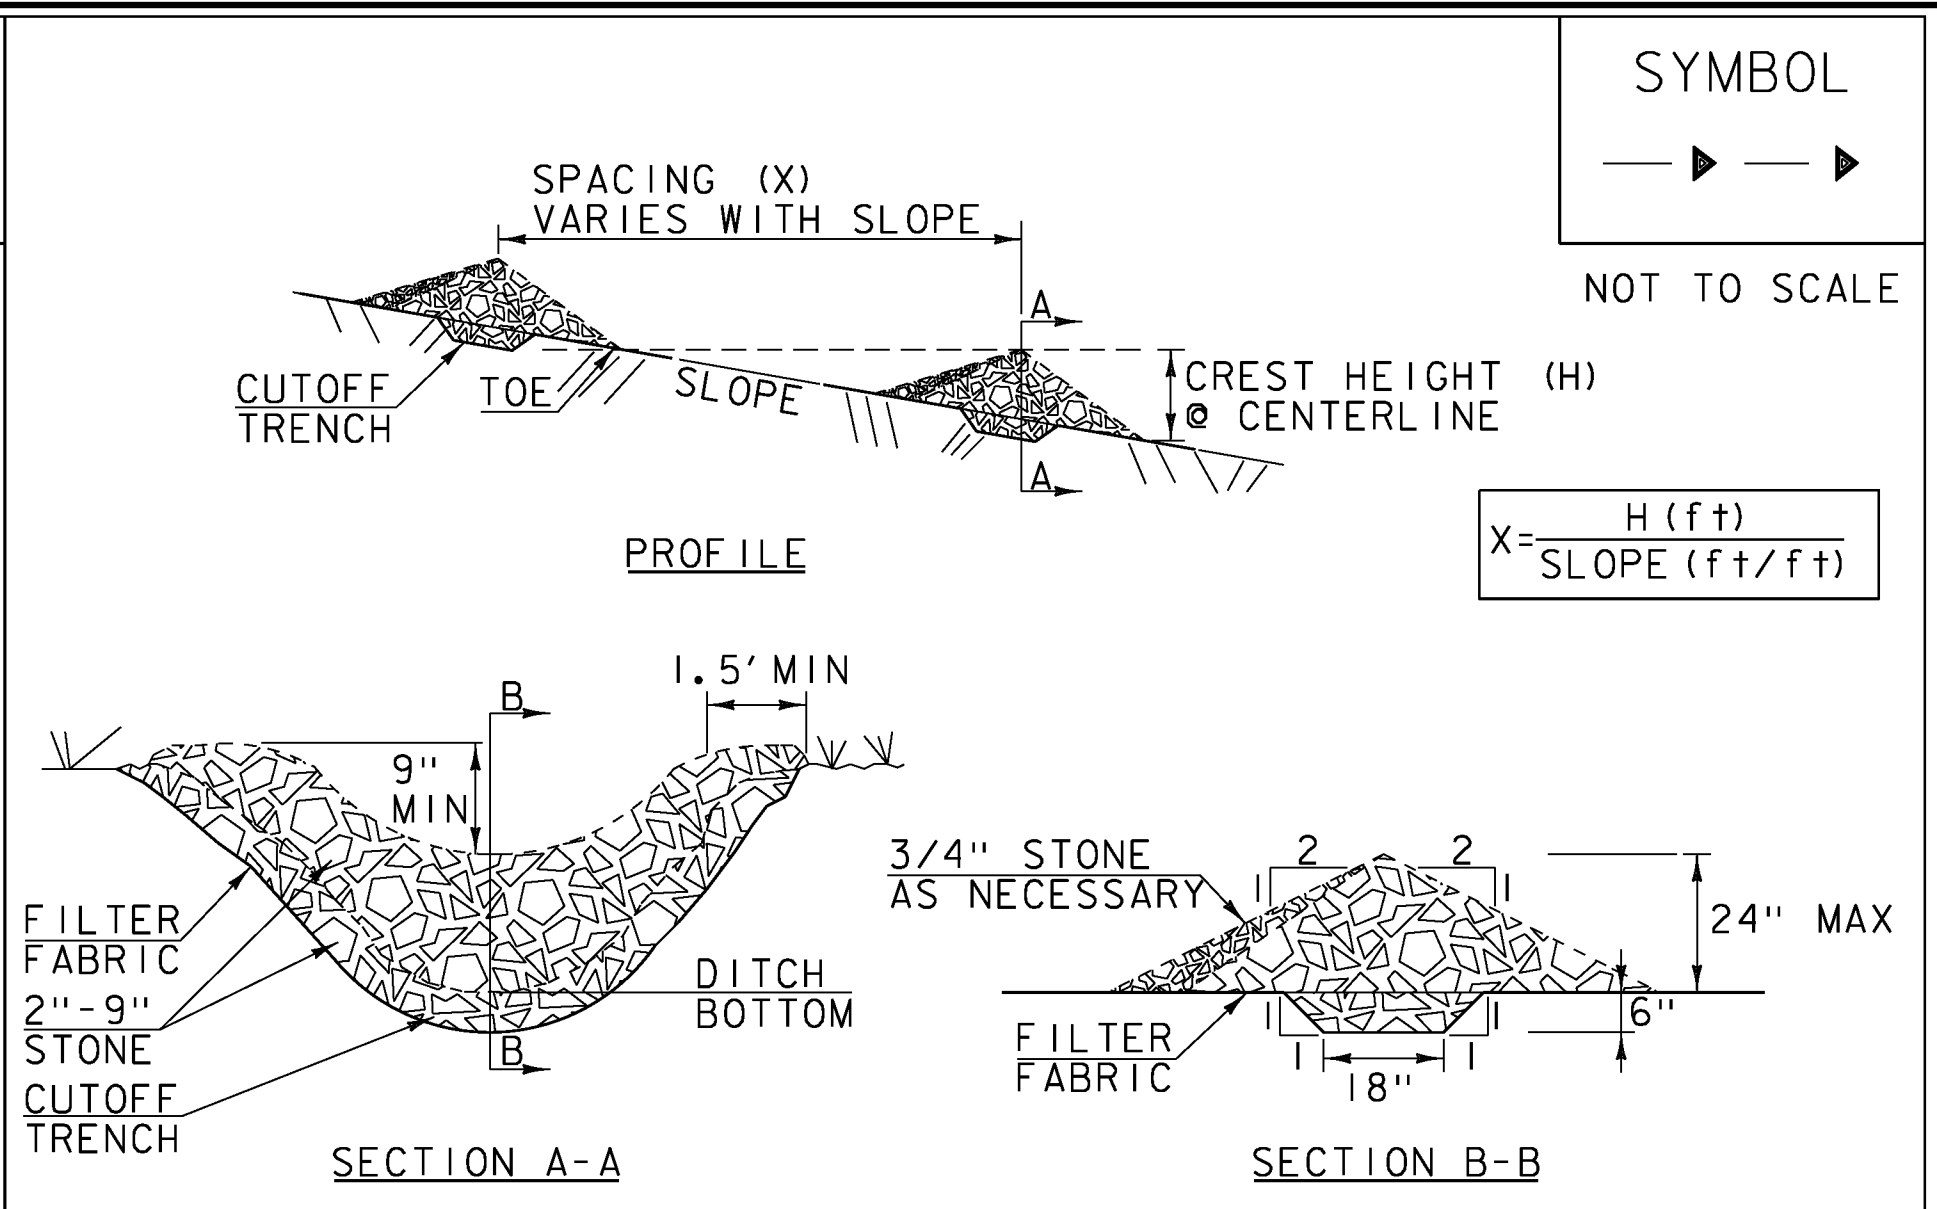 SYMBOL
NOT TO SCALE
SPACING (X)
VARIES WITH SLOPE
A
CREST HEIGHT (H)
@ CENTERLINE
CUTOFF
TRENCH
TOE
SLOPE
A
PROFILE
X=
H(ft)
SLOPE(ft/ft)
1.5' MIN
B
9"
MIN
FILTER
FABRIC
2"-9"
STONE
CUTOFF
TRENCH
DITCH
BOTTOM
B
SECTION A-A
3/4" STONE
AS NECESSARY
2
2
1
1
24" MAX
6"
1
1
1
1
18"
FILTER
FABRIC
SECTION B-B